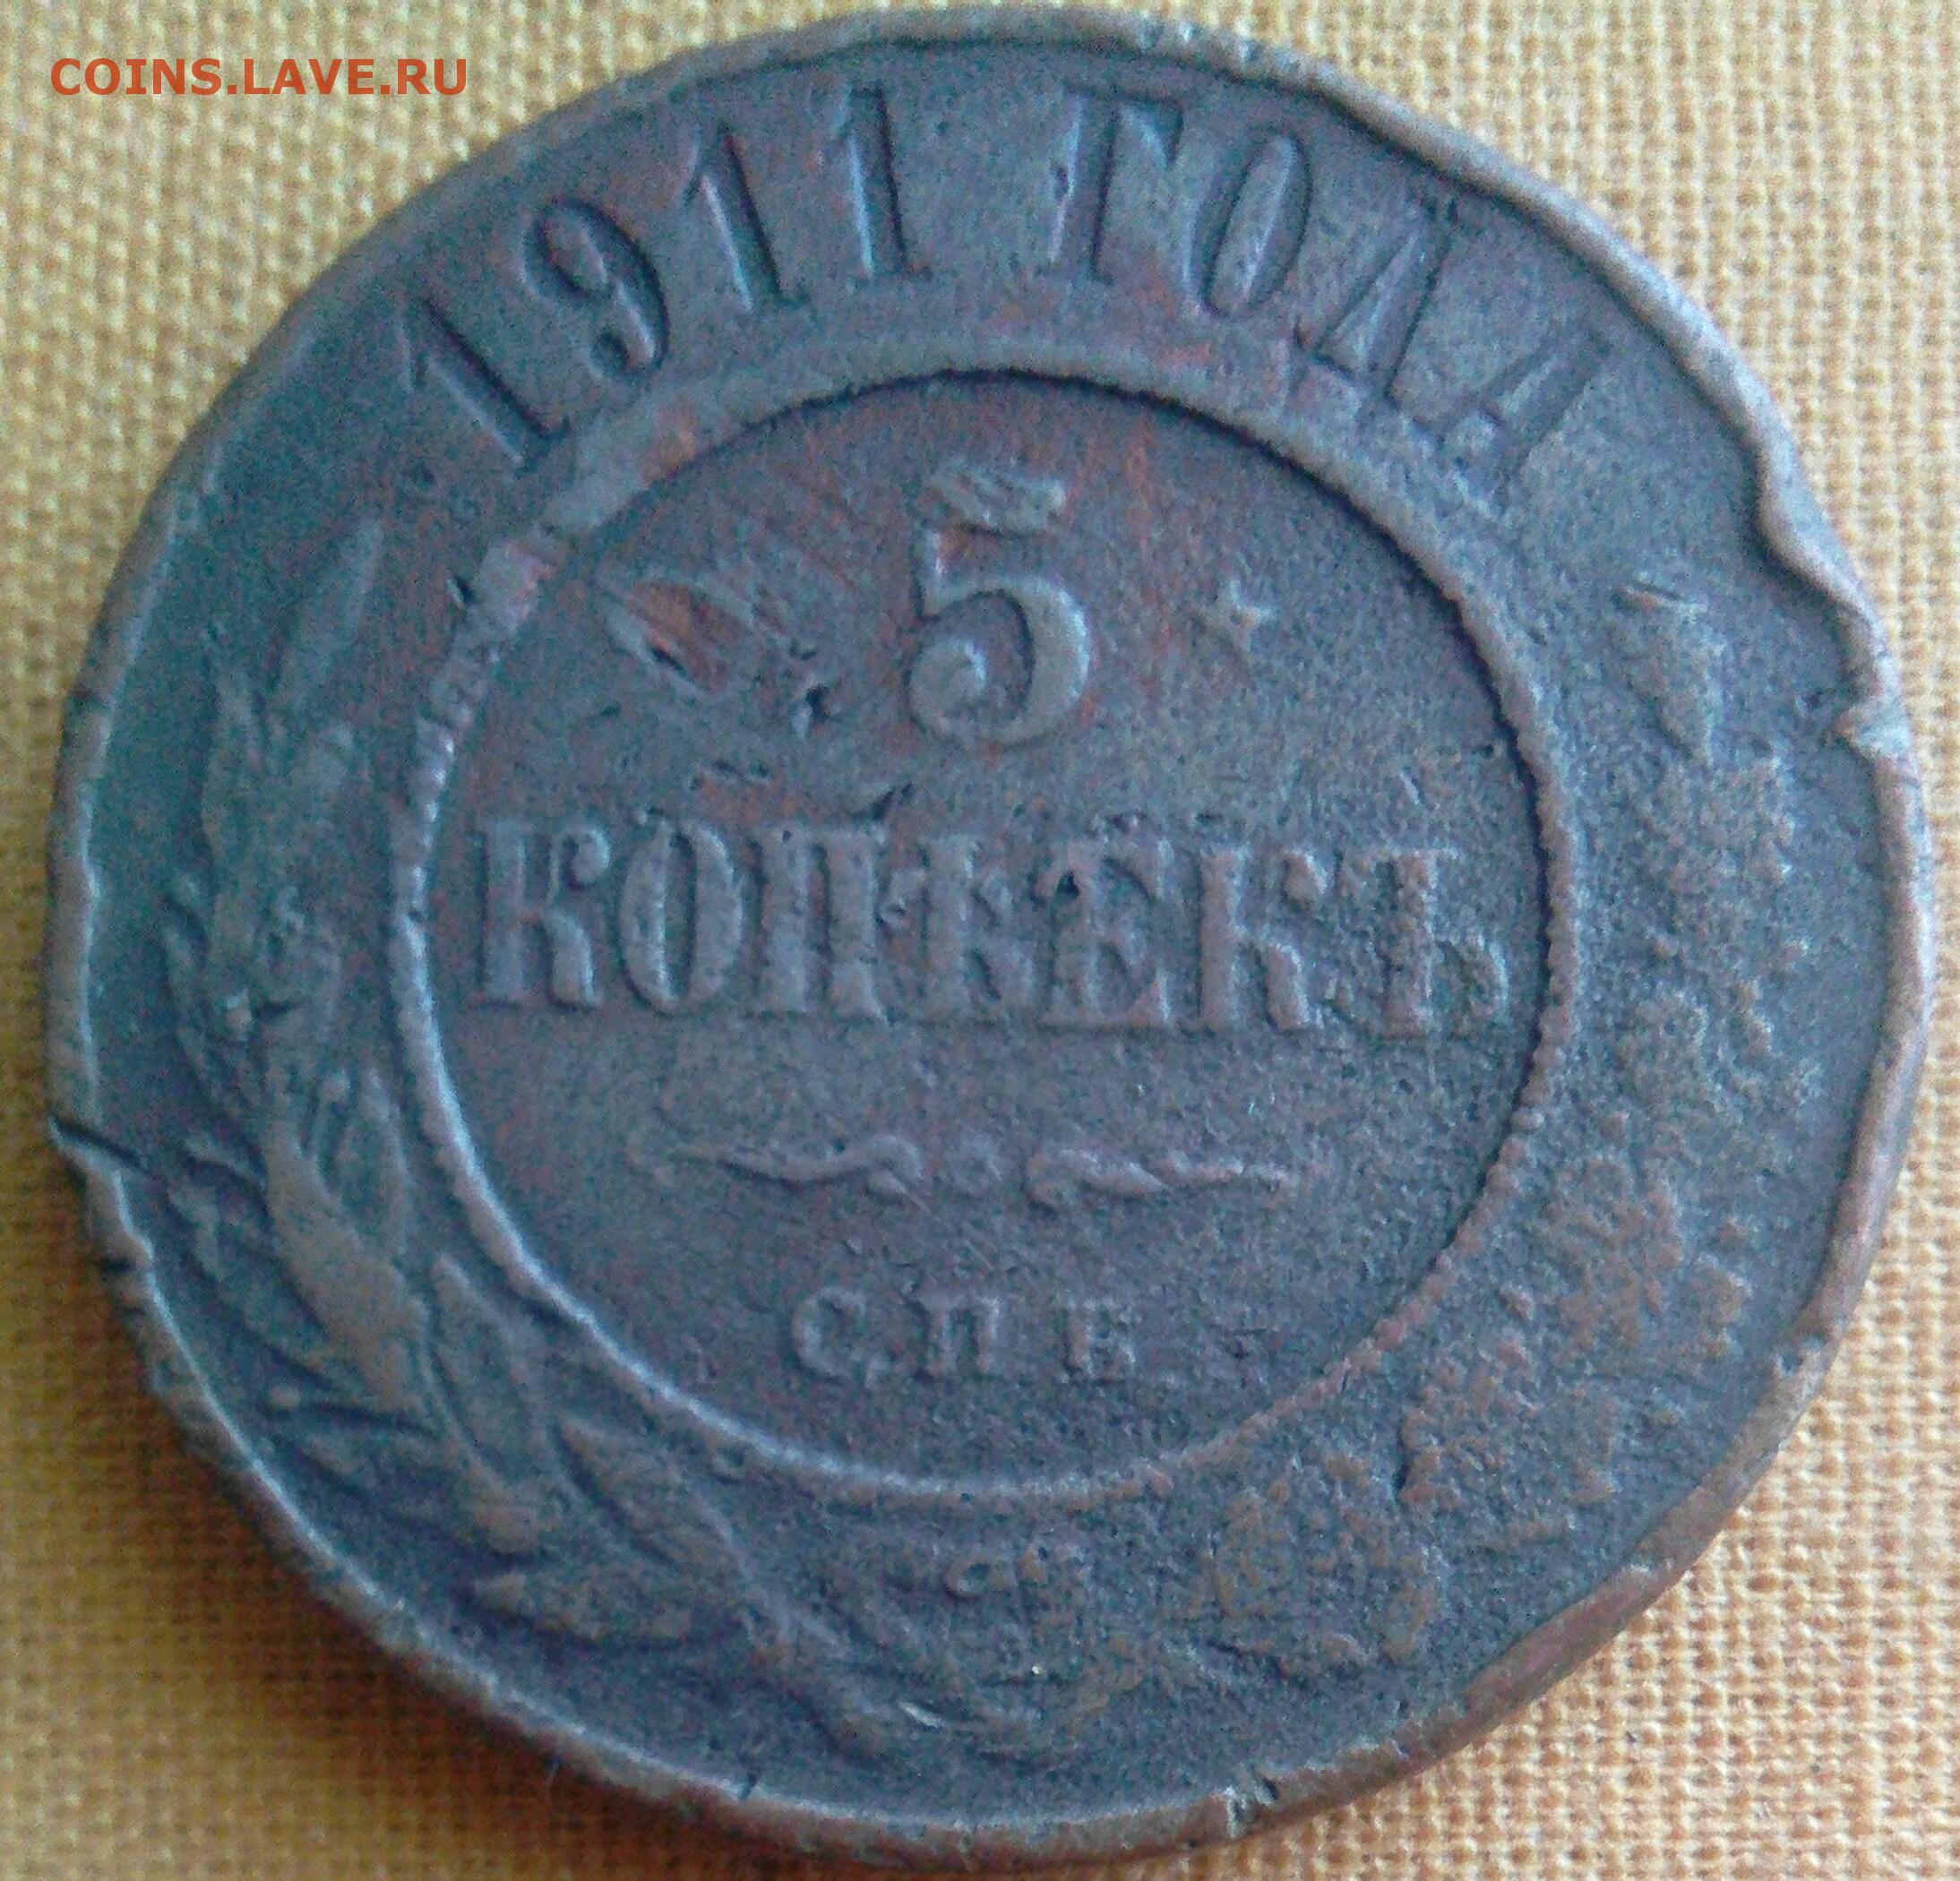 COINS.LAVE.RU
1911 ГОДА
5
КОПѢЕКЪ
С.П.Б.